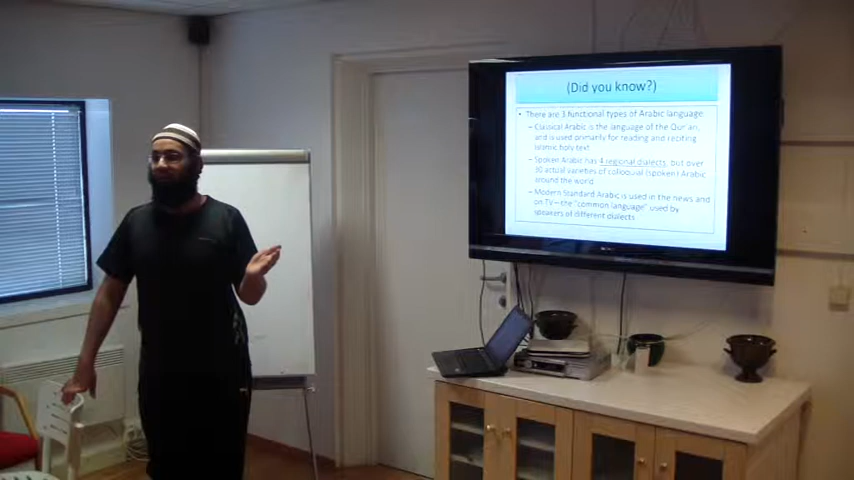 (Did you know?)
• There are 3 functional types of Arabic language
– Classical Arabic is the language of the Qur'an,
and is used primarily for reading and reciting
Islamic holy text
– Spoken Arabic has 4 regional dialects, but over
30 actual varieties of colloquial (spoken) Arabic
around the world
– Modern Standard Arabic is used in the news and
on TV – the "common language" used by
speakers of different dialects